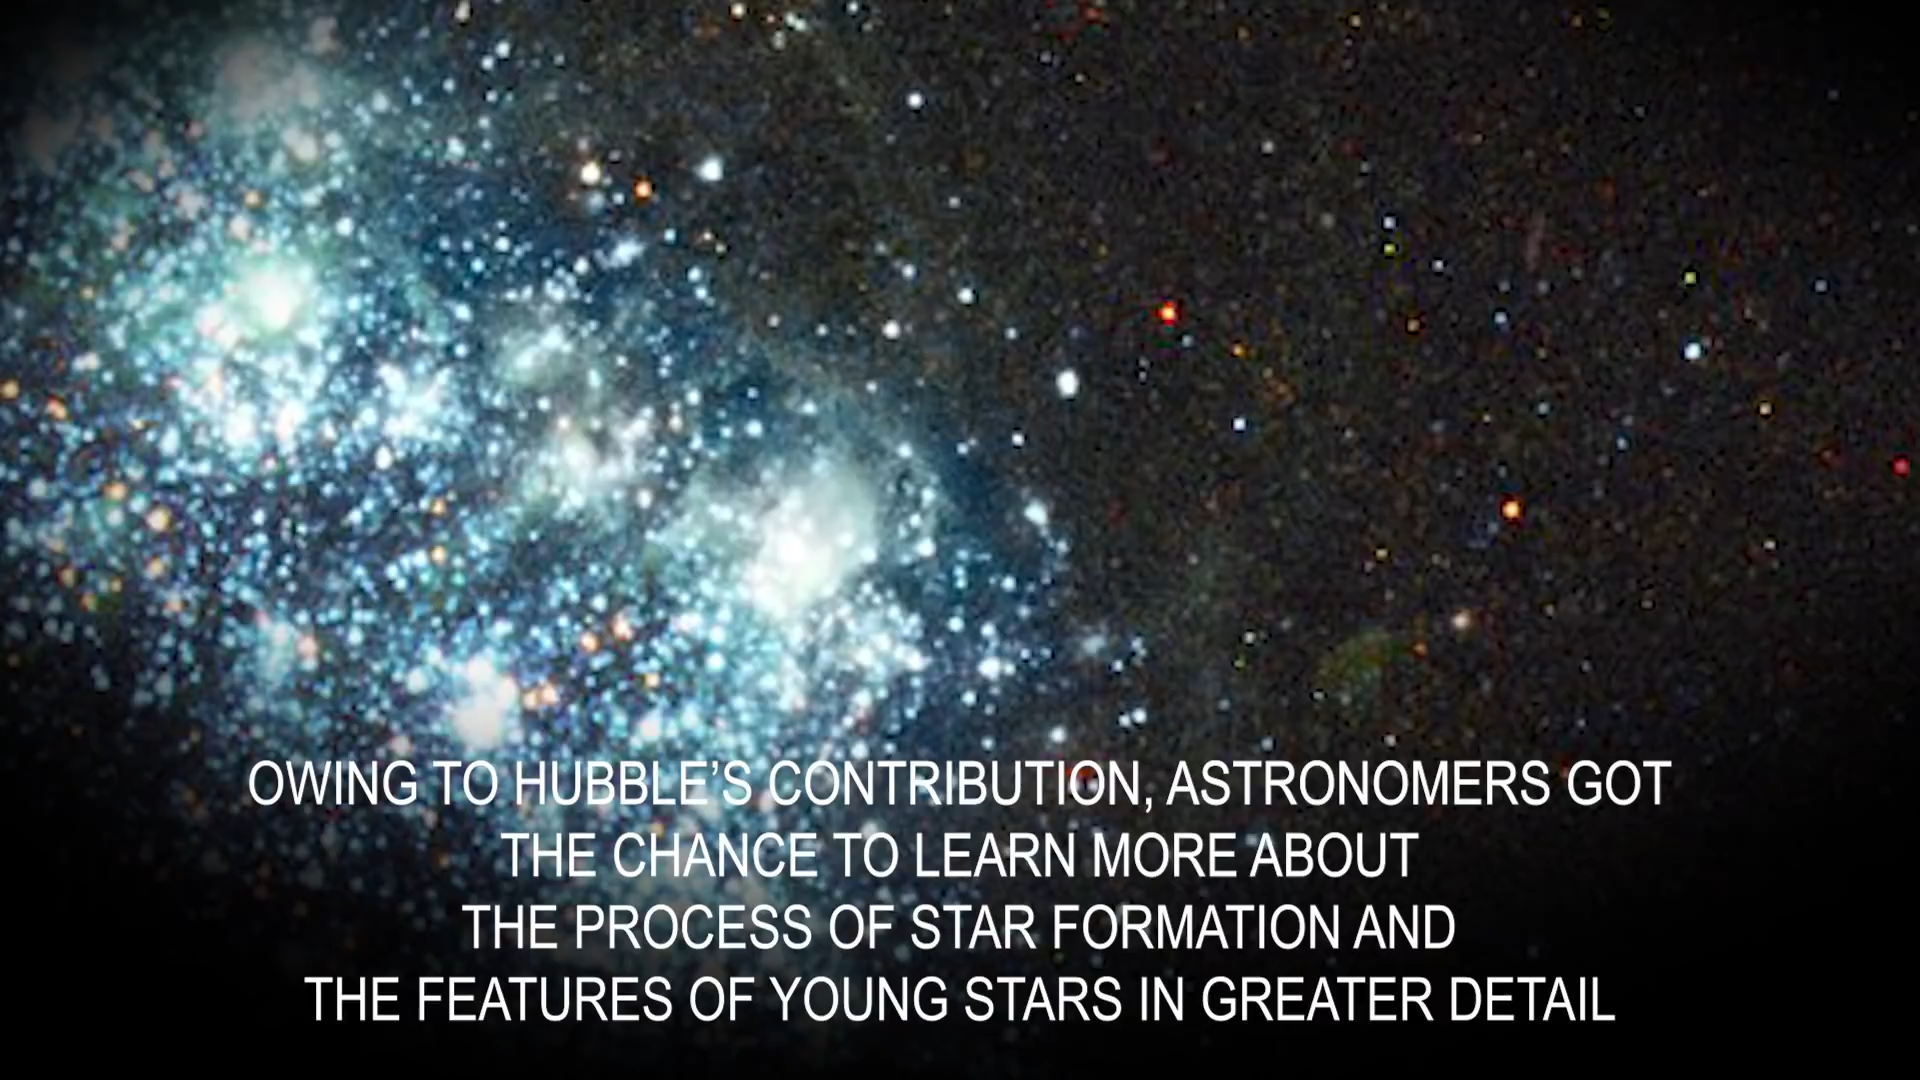 OWING TO HUBBLE’S CONTRIBUTION, ASTRONOMERS GOT
THE CHANCE TO LEARN MORE ABOUT
THE PROCESS OF STAR FORMATION AND
THE FEATURES OF YOUNG STARS IN GREATER DETAIL